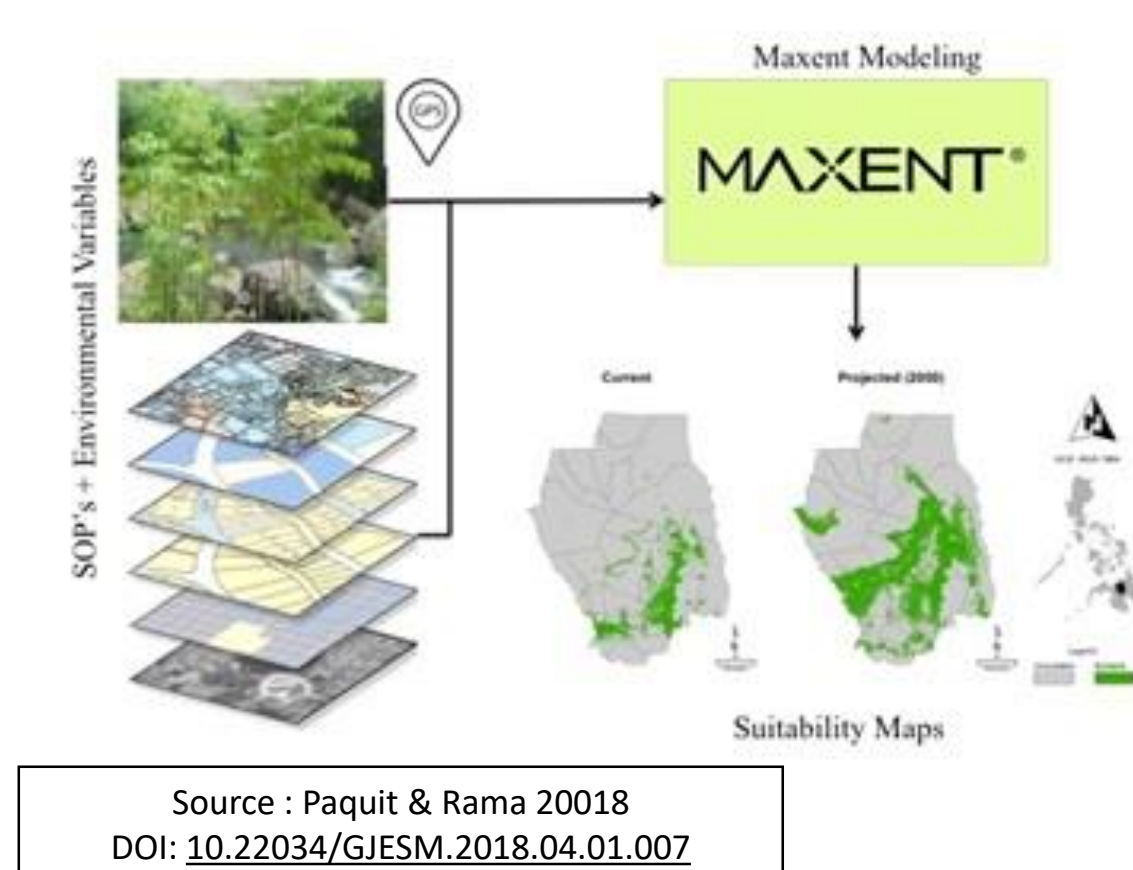 Maxent Modeling
GPS
MAXENT®
SOP's + Environmental Variables
Current
Projected (2050)
Suitability Maps
Source : Paquit & Rama 20018
DOI: 10.22034/GJESM.2018.04.01.007